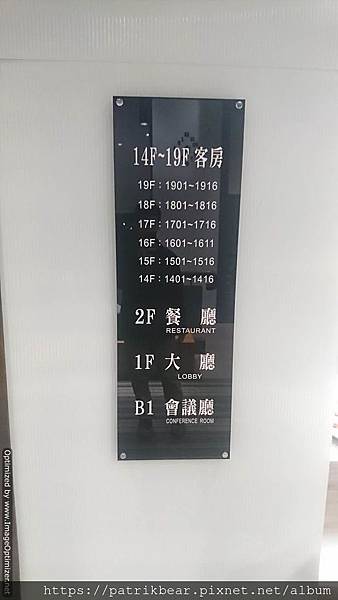 14F~19F 客房
19F：1901~1916
18F：1801~1816
17F：1701~1716
16F：1601~1611
15F：1501~1516
14F：1401~1416
2F 餐廳
RESTAURANT
1F 大廳
LOBBY
B1 會議廳
CONFERENCE ROOM
Optimized by www.ImageOptimizer.net
https://patrikbear.pixnet.net/album